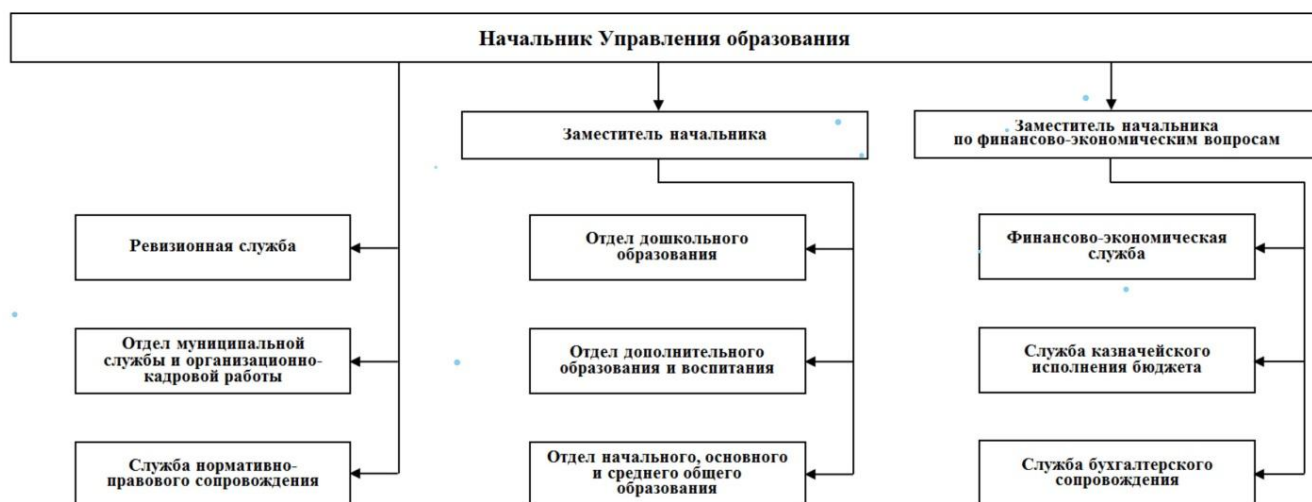 Начальник Управления образования
Заместитель начальника
Заместитель начальника
по финансово-экономическим вопросам
Ревизионная служба
Отдел дошкольного
образования
Финансово-экономическая
служба
Отдел муниципальной
службы и организационно-
кадровой работы
Отдел дополнительного
образования и воспитания
Служба казначейского
исполнения бюджета
Служба нормативно-
правового сопровождения
Отдел начального, основного
и среднего общего
образования
Служба бухгалтерского
сопровождения